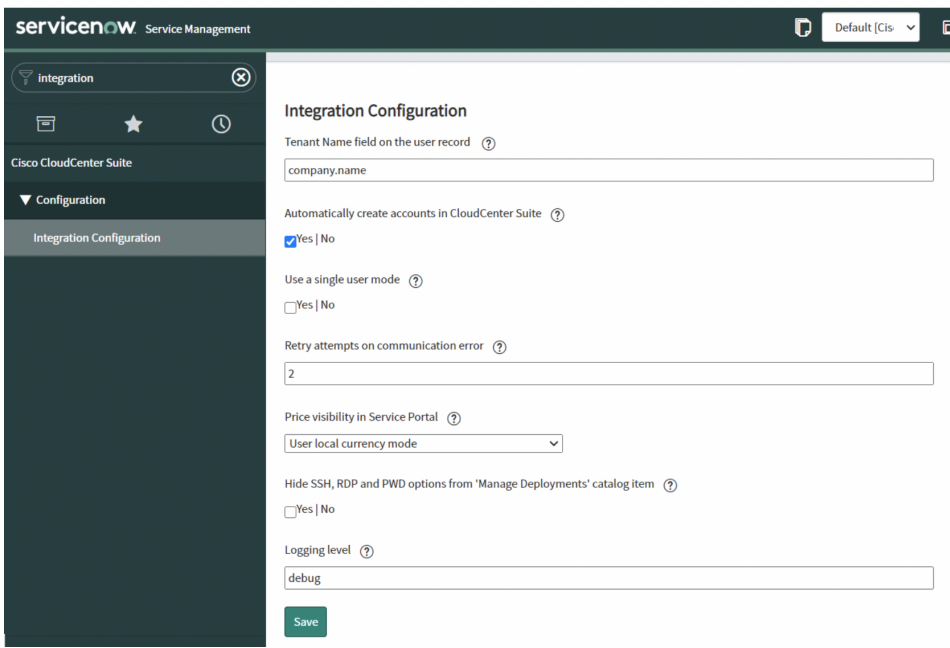 servicenow. Service Management
Default [Cis
integration
Cisco CloudCenter Suite
Configuration
Integration Configuration
Integration Configuration
Tenant Name field on the user record ?
company.name
Automatically create accounts in CloudCenter Suite ?
Yes | No
Use a single user mode ?
Yes | No
Retry attempts on communication error ?
2
Price visibility in Service Portal ?
User local currency mode
Hide SSH, RDP and PWD options from 'Manage Deployments' catalog item ?
Yes | No
Logging level ?
debug
Save